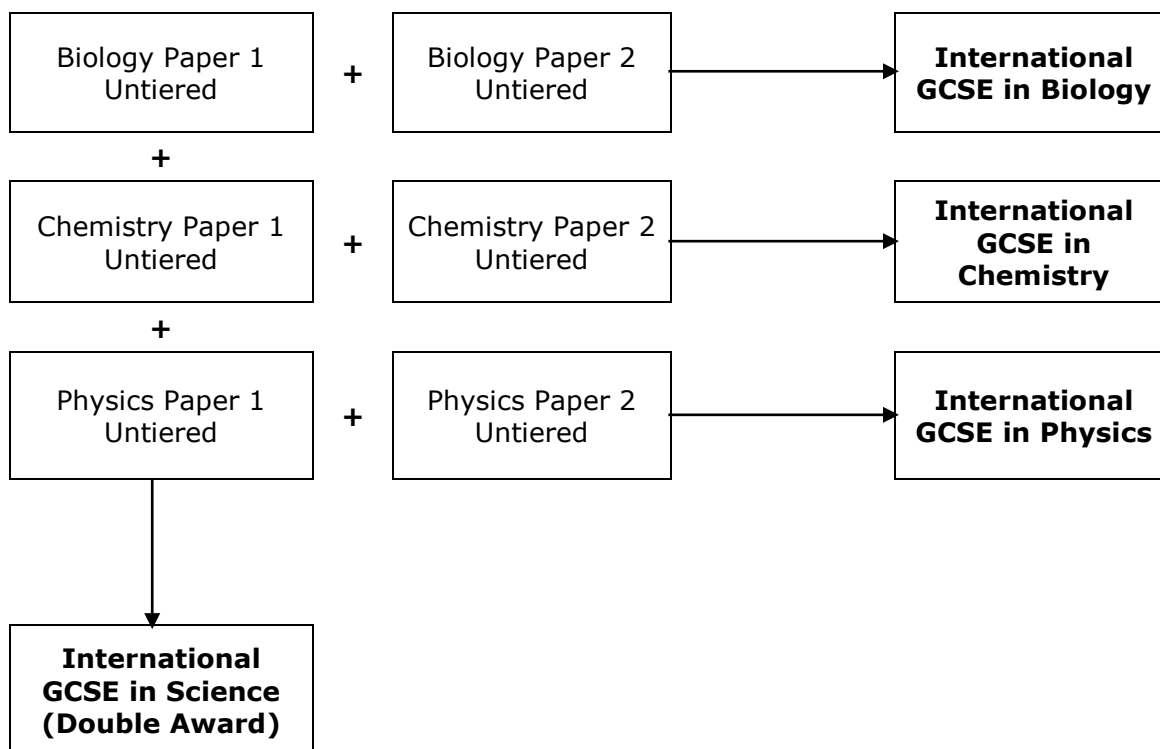 Biology Paper 1
Untiered
+
Biology Paper 2
Untiered
International
GCSE in Biology
+
Chemistry Paper 1
Untiered
+
Chemistry Paper 2
Untiered
International
GCSE in
Chemistry
+
Physics Paper 1
Untiered
+
Physics Paper 2
Untiered
International
GCSE in Physics
International
GCSE in Science
(Double Award)